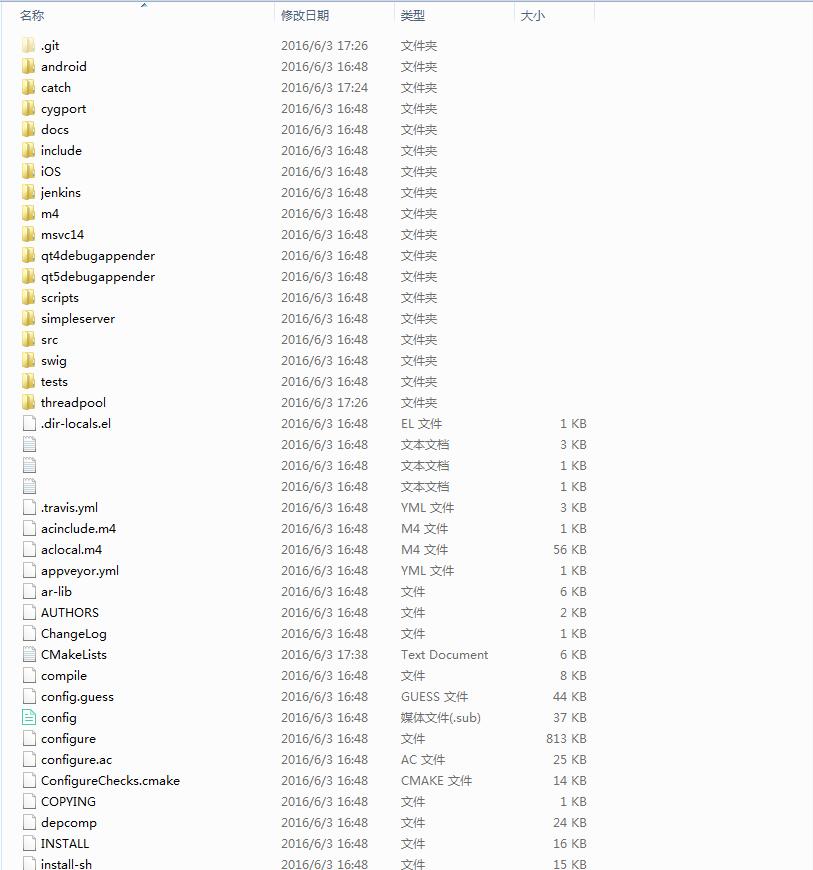 名称 修改日期 类型 大小
.git 2016/6/3 17:26 文件夹
android 2016/6/3 16:48 文件夹
catch 2016/6/3 17:24 文件夹
cygport 2016/6/3 16:48 文件夹
docs 2016/6/3 16:48 文件夹
include 2016/6/3 16:48 文件夹
iOS 2016/6/3 16:48 文件夹
jenkins 2016/6/3 16:48 文件夹
m4 2016/6/3 16:48 文件夹
msvc14 2016/6/3 16:48 文件夹
qt4debugappender 2016/6/3 16:48 文件夹
qt5debugappender 2016/6/3 16:48 文件夹
scripts 2016/6/3 16:48 文件夹
simpleserver 2016/6/3 16:48 文件夹
src 2016/6/3 16:48 文件夹
swig 2016/6/3 16:48 文件夹
tests 2016/6/3 16:48 文件夹
threadpool 2016/6/3 17:26 文件夹
.dir-locals.el 2016/6/3 16:48 EL 文件 1 KB
2016/6/3 16:48 文本文档 3 KB
2016/6/3 16:48 文本文档 1 KB
2016/6/3 16:48 文本文档 1 KB
.travis.yml 2016/6/3 16:48 YML 文件 3 KB
acinclude.m4 2016/6/3 16:48 M4 文件 1 KB
aclocal.m4 2016/6/3 16:48 M4 文件 56 KB
appveyor.yml 2016/6/3 16:48 YML 文件 1 KB
ar-lib 2016/6/3 16:48 文件 6 KB
AUTHORS 2016/6/3 16:48 文件 2 KB
ChangeLog 2016/6/3 16:48 文件 1 KB
CMakeLists 2016/6/3 17:38 Text Document 6 KB
compile 2016/6/3 16:48 文件 8 KB
config.guess 2016/6/3 16:48 GUESS 文件 44 KB
config 2016/6/3 16:48 媒体文件(.sub) 37 KB
configure 2016/6/3 16:48 文件 813 KB
configure.ac 2016/6/3 16:48 AC 文件 25 KB
ConfigureChecks.cmake 2016/6/3 16:48 CMAKE 文件 14 KB
COPYING 2016/6/3 16:48 文件 1 KB
depcomp 2016/6/3 16:48 文件 24 KB
INSTALL 2016/6/3 16:48 文件 16 KB
install-sh 2016/6/3 16:48 文件 15 KB